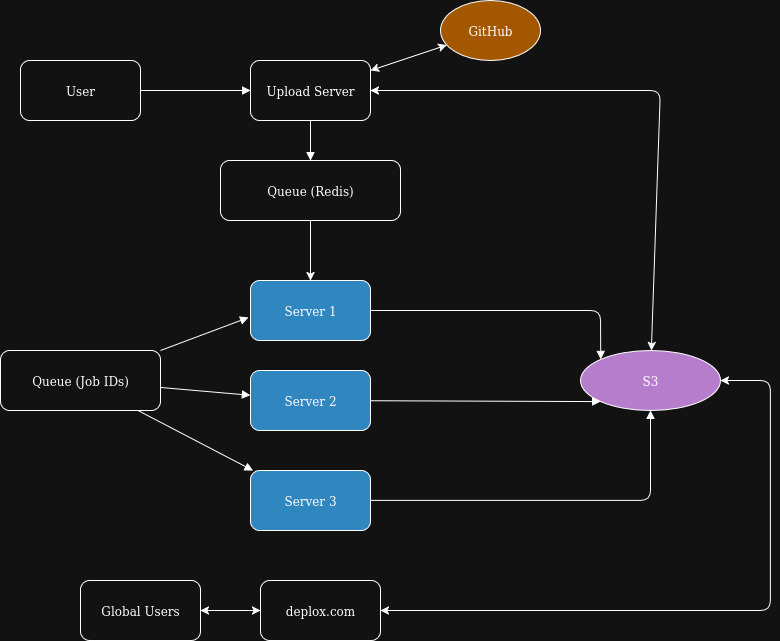 GitHub
User
Upload Server
Queue (Redis)
Server 1
Queue (Job IDs)
S3
Server 2
Server 3
Global Users
deplox.com